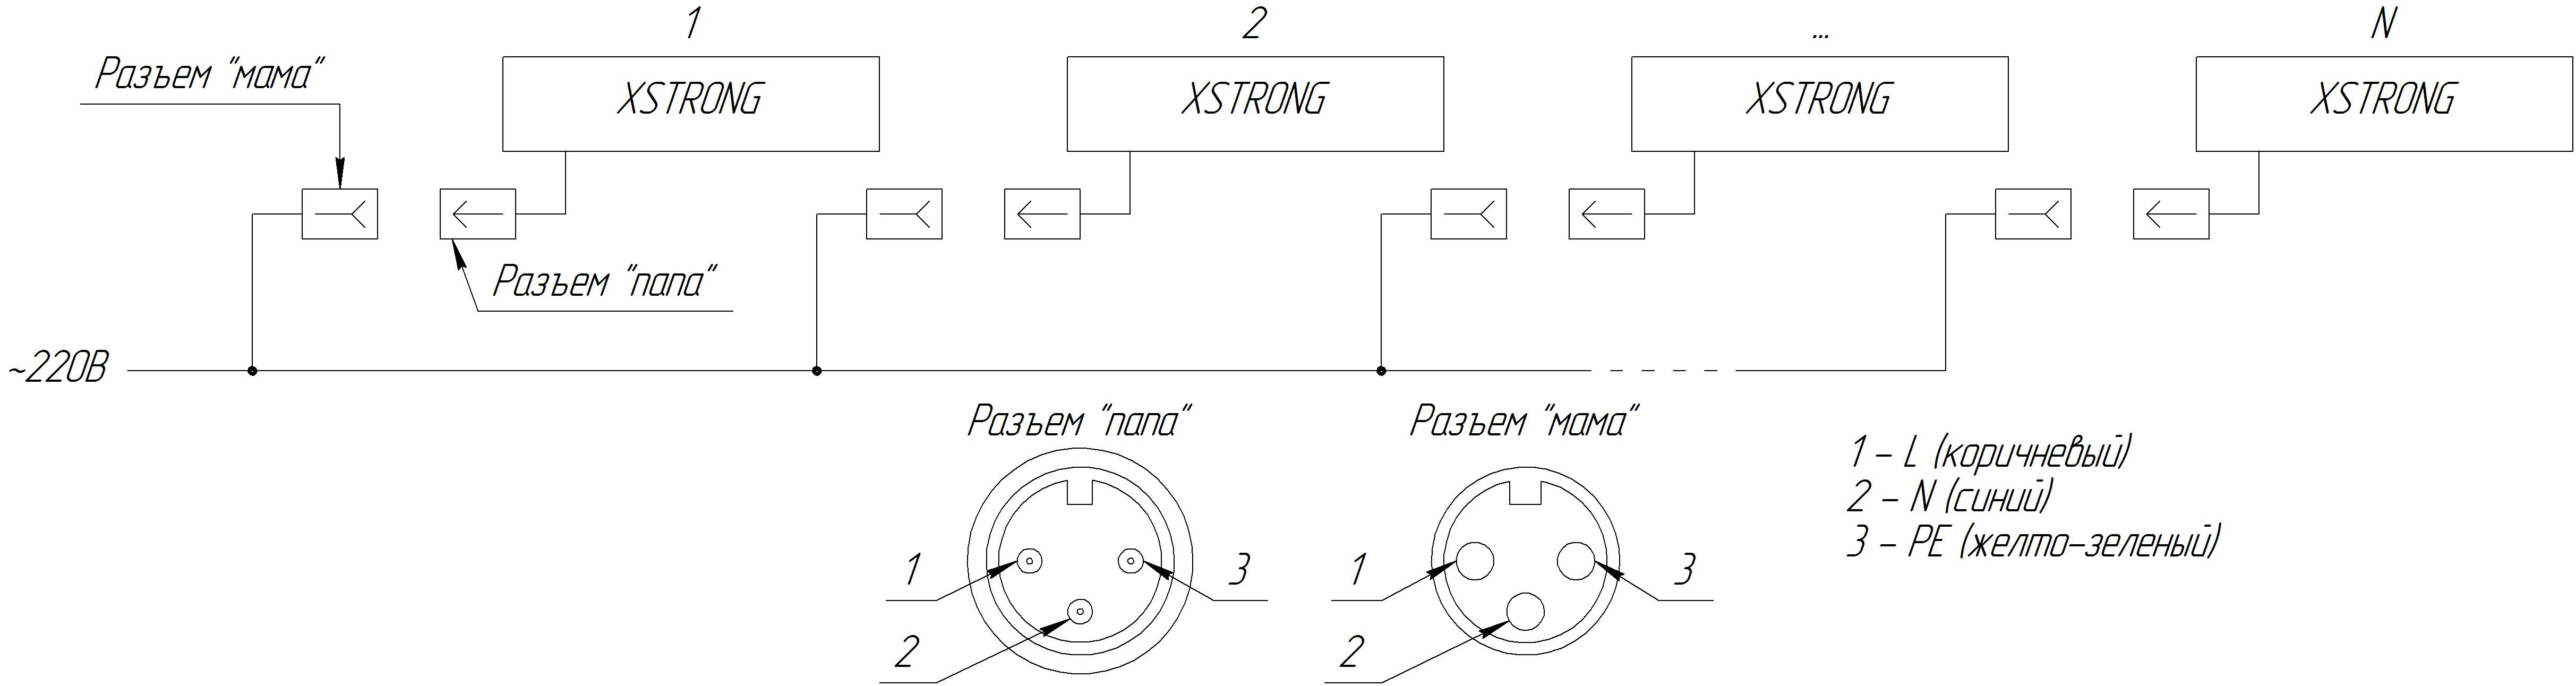 1
2
...
N
Разъем "мама"
XSTRONG
XSTRONG
XSTRONG
XSTRONG
Разъем "папа"
~220В
Разъем "папа"
Разъем "мама"
1 - L (коричневый)
2 - N (синий)
3 - PE (желто-зеленый)
1
3
2
1
3
2